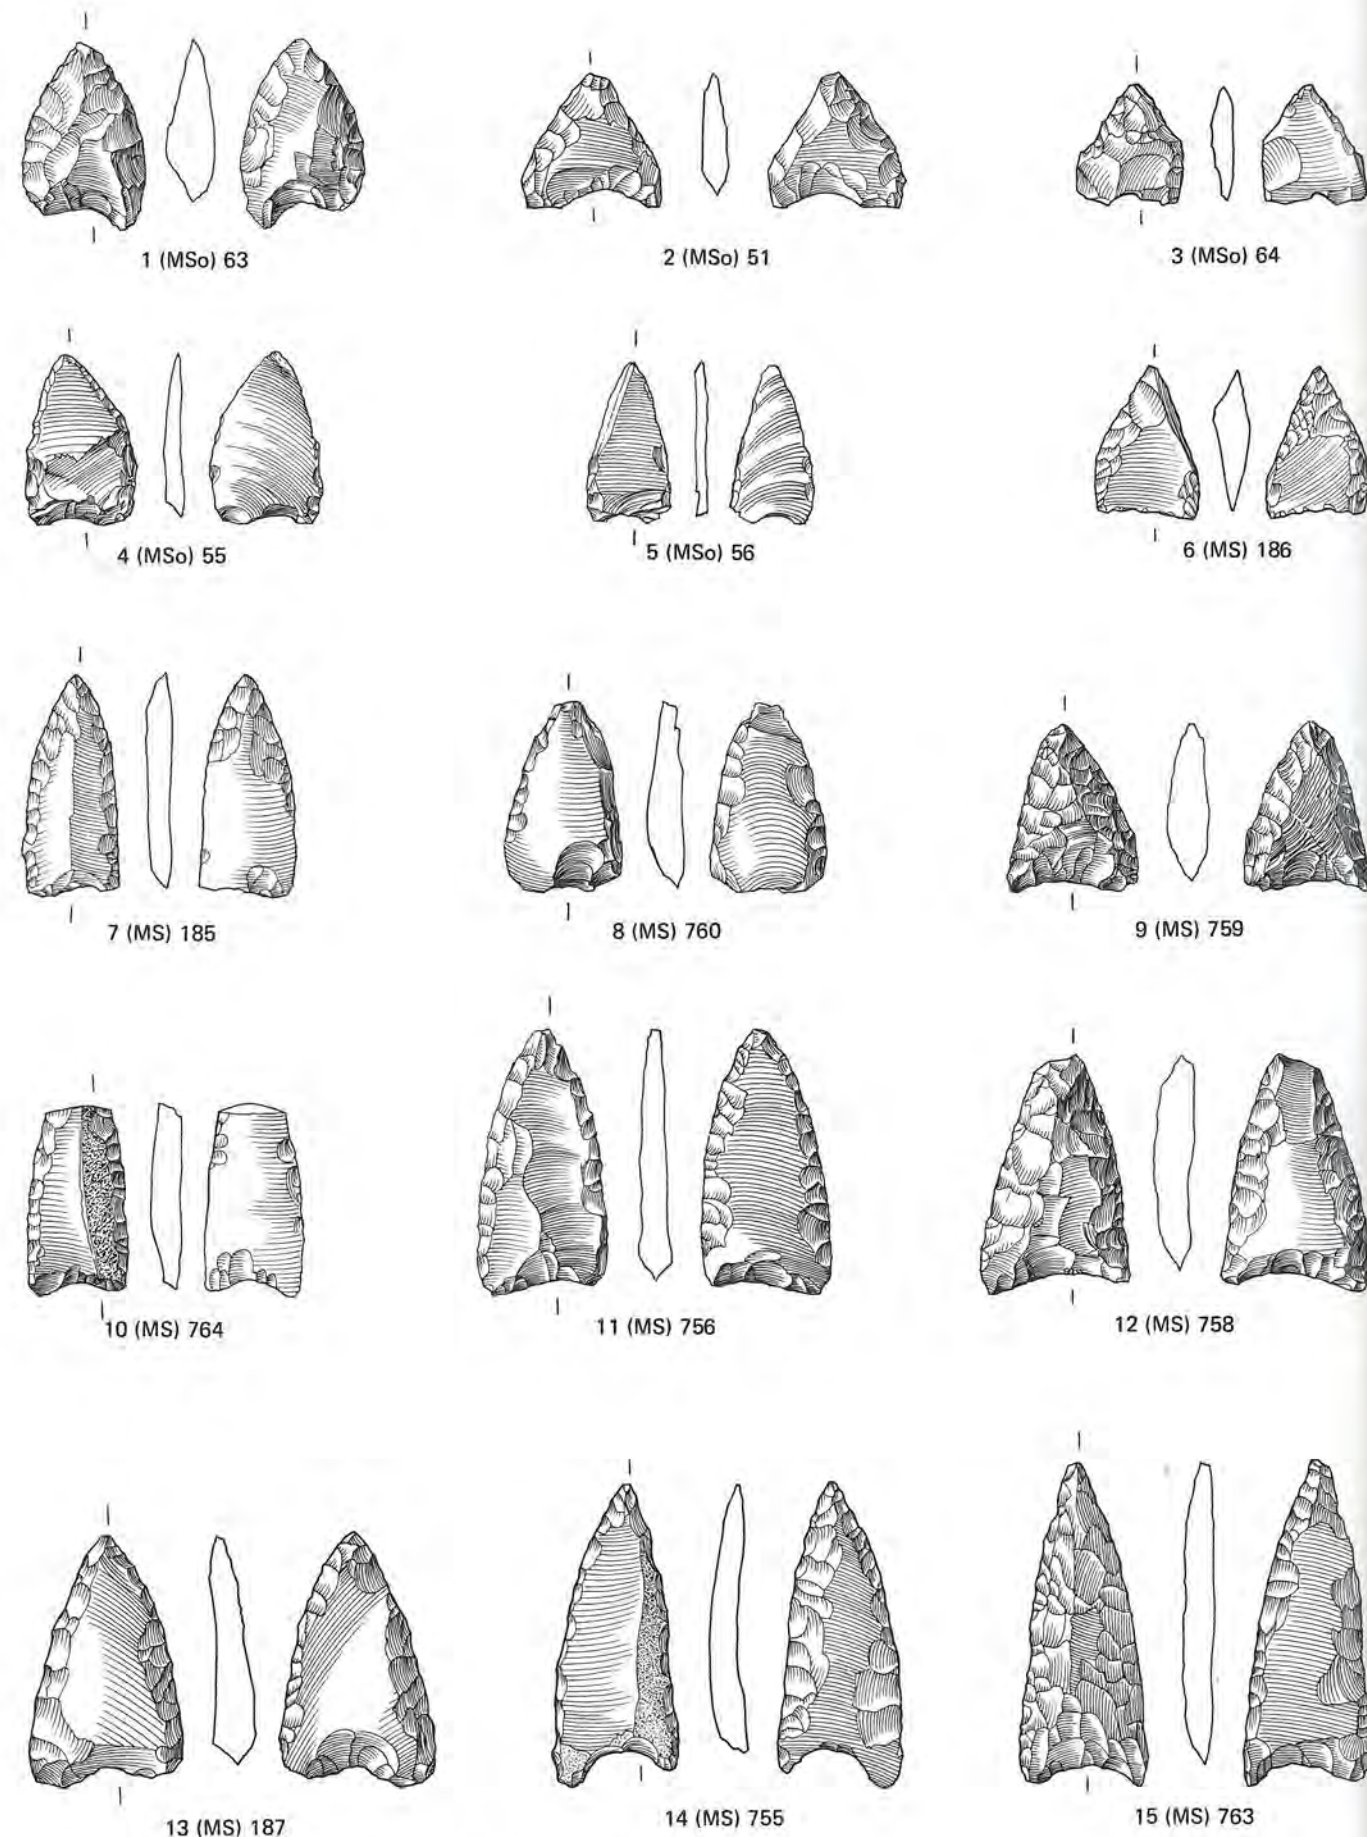 1 (MSo) 63
2 (MSo) 51
3 (MSo) 64
4 (MSo) 55
5 (MSo) 56
6 (MS) 186
7 (MS) 185
8 (MS) 760
9 (MS) 759
10 (MS) 764
11 (MS) 756
12 (MS) 758
13 (MS) 187
14 (MS) 755
15 (MS) 763